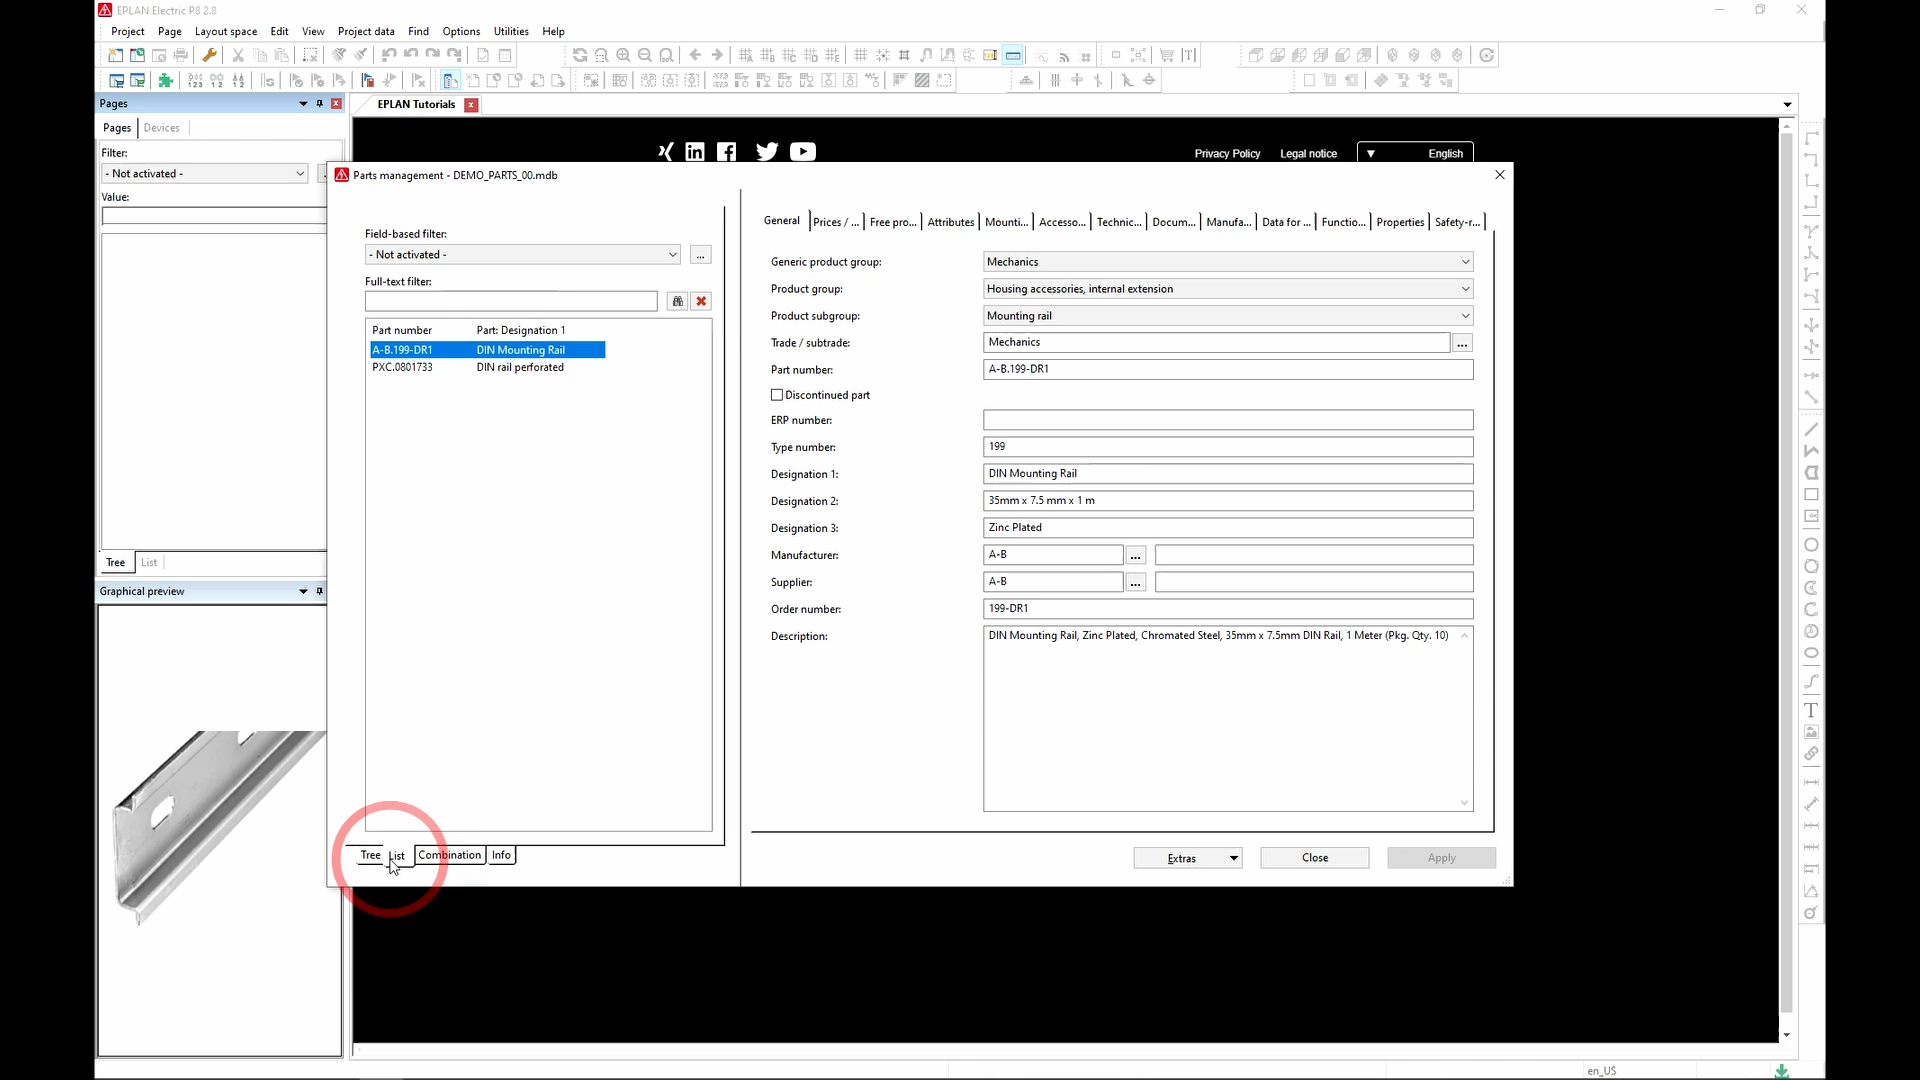 EPLAN Electric P8 2.8
Project Page Layout space Edit View Project data Find Options Utilities Help
Pages
EPLAN Tutorials
Pages Devices
Filter:
- Not activated -
Value:
Tree List
Graphical preview
Privacy Policy Legal notice English
Parts management - DEMO_PARTS_00.mdb
Field-based filter:
- Not activated -
...
Full-text filter:
Part number Part: Designation 1
A-B.199-DR1 DIN Mounting Rail
PXC.0801733 DIN rail perforated
Tree List Combination Info
General Prices / ... Free pro... Attributes Mounti... Accesso... Technic... Docum... Manufa... Data for ... Functio... Properties Safety-r...
Generic product group: Mechanics
Product group: Housing accessories, internal extension
Product subgroup: Mounting rail
Trade / subtrade: Mechanics ...
Part number: A-B.199-DR1
Discontinued part
ERP number:
Type number: 199
Designation 1: DIN Mounting Rail
Designation 2: 35mm x 7.5 mm x 1 m
Designation 3: Zinc Plated
Manufacturer: A-B ...
Supplier: A-B ...
Order number: 199-DR1
Description: DIN Mounting Rail, Zinc Plated, Chromated Steel, 35mm x 7.5mm DIN Rail, 1 Meter (Pkg. Qty. 10)
Extras Close Apply
en_US